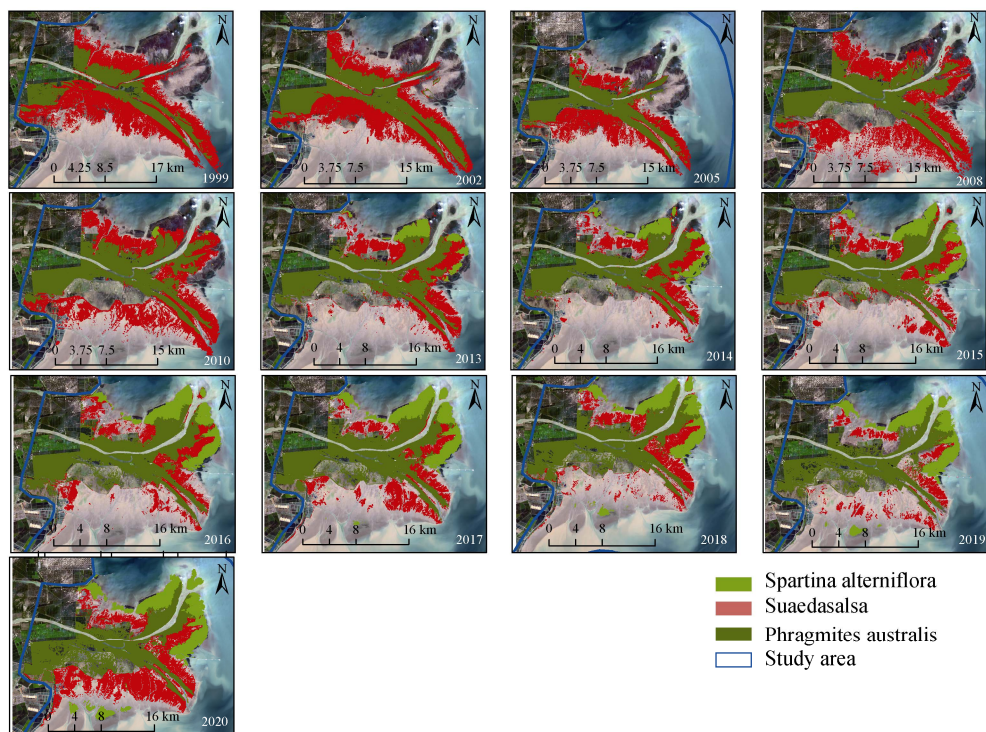 N
0 4.25 8.5 17 km
1999
N
0 3.75 7.5 15 km
2002
N
0 3.75 7.5 15 km
2005
N
0 3.75 7.5 15 km
2008
N
0 3.75 7.5 15 km
2010
N
0 4 8 16 km
2013
N
0 4 8 16 km
2014
N
0 4 8 16 km
2015
N
0 4 8 16 km
2016
N
0 4 8 16 km
2017
N
0 4 8 16 km
2018
N
0 4 8 16 km
2019
N
0 4 8 16 km
2020
Spartina alterniflora
Suaedasalsa
Phragmites australis
Study area